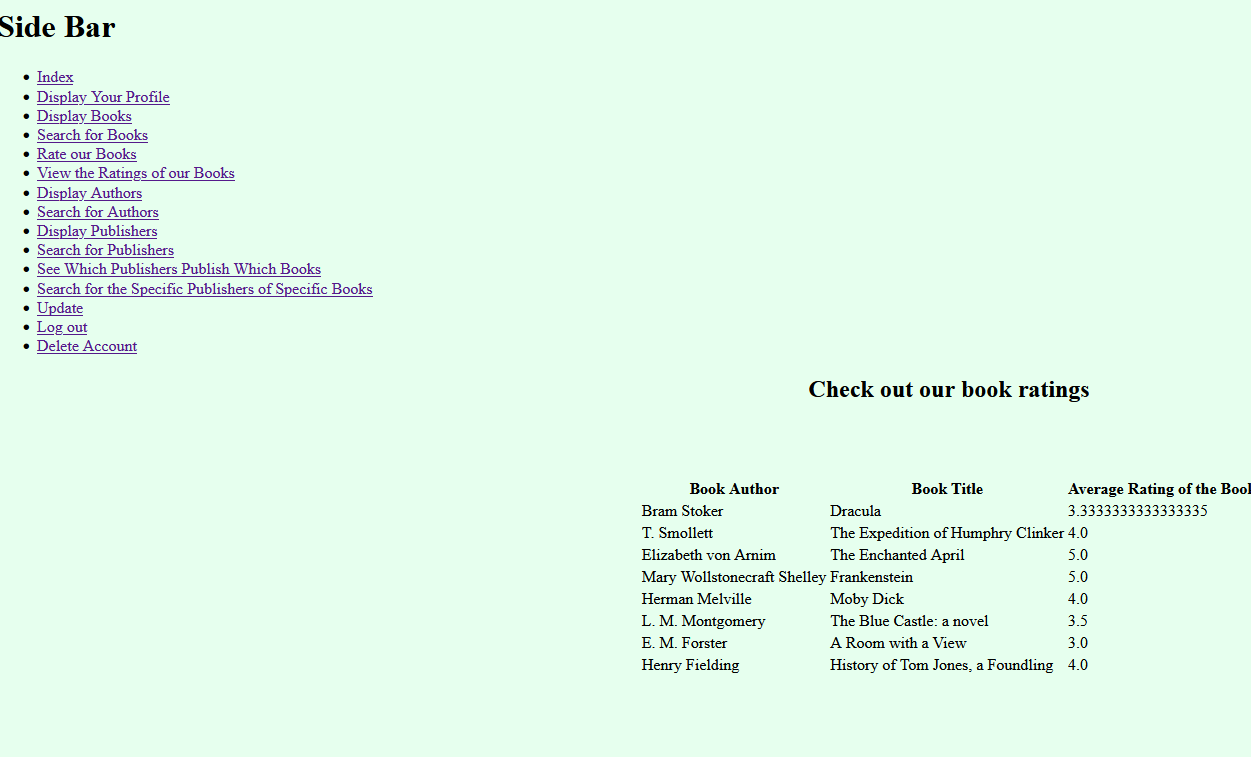 Side Bar
Index
Display Your Profile
Display Books
Search for Books
Rate our Books
View the Ratings of our Books
Display Authors
Search for Authors
Display Publishers
Search for Publishers
See Which Publishers Publish Which Books
Search for the Specific Publishers of Specific Books
Update
Log out
Delete Account
Check out our book ratings
Book Author Book Title Average Rating of the Boo
Bram Stoker Dracula 3.3333333333333335
T. Smollett The Expedition of Humphry Clinker 4.0
Elizabeth von Arnim The Enchanted April 5.0
Mary Wollstonecraft Shelley Frankenstein 5.0
Herman Melville Moby Dick 4.0
L. M. Montgomery The Blue Castle: a novel 3.5
E. M. Forster A Room with a View 3.0
Henry Fielding History of Tom Jones, a Foundling 4.0